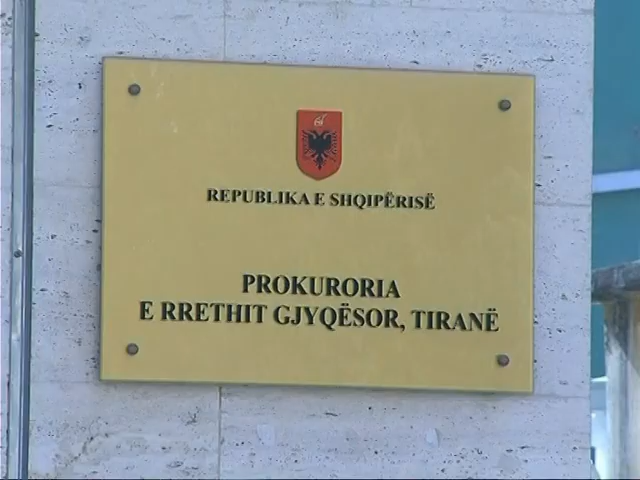 REPUBLIKA E SHQIPËRISË
PROKURORIA
E RRETHIT GJYQËSOR, TIRANË